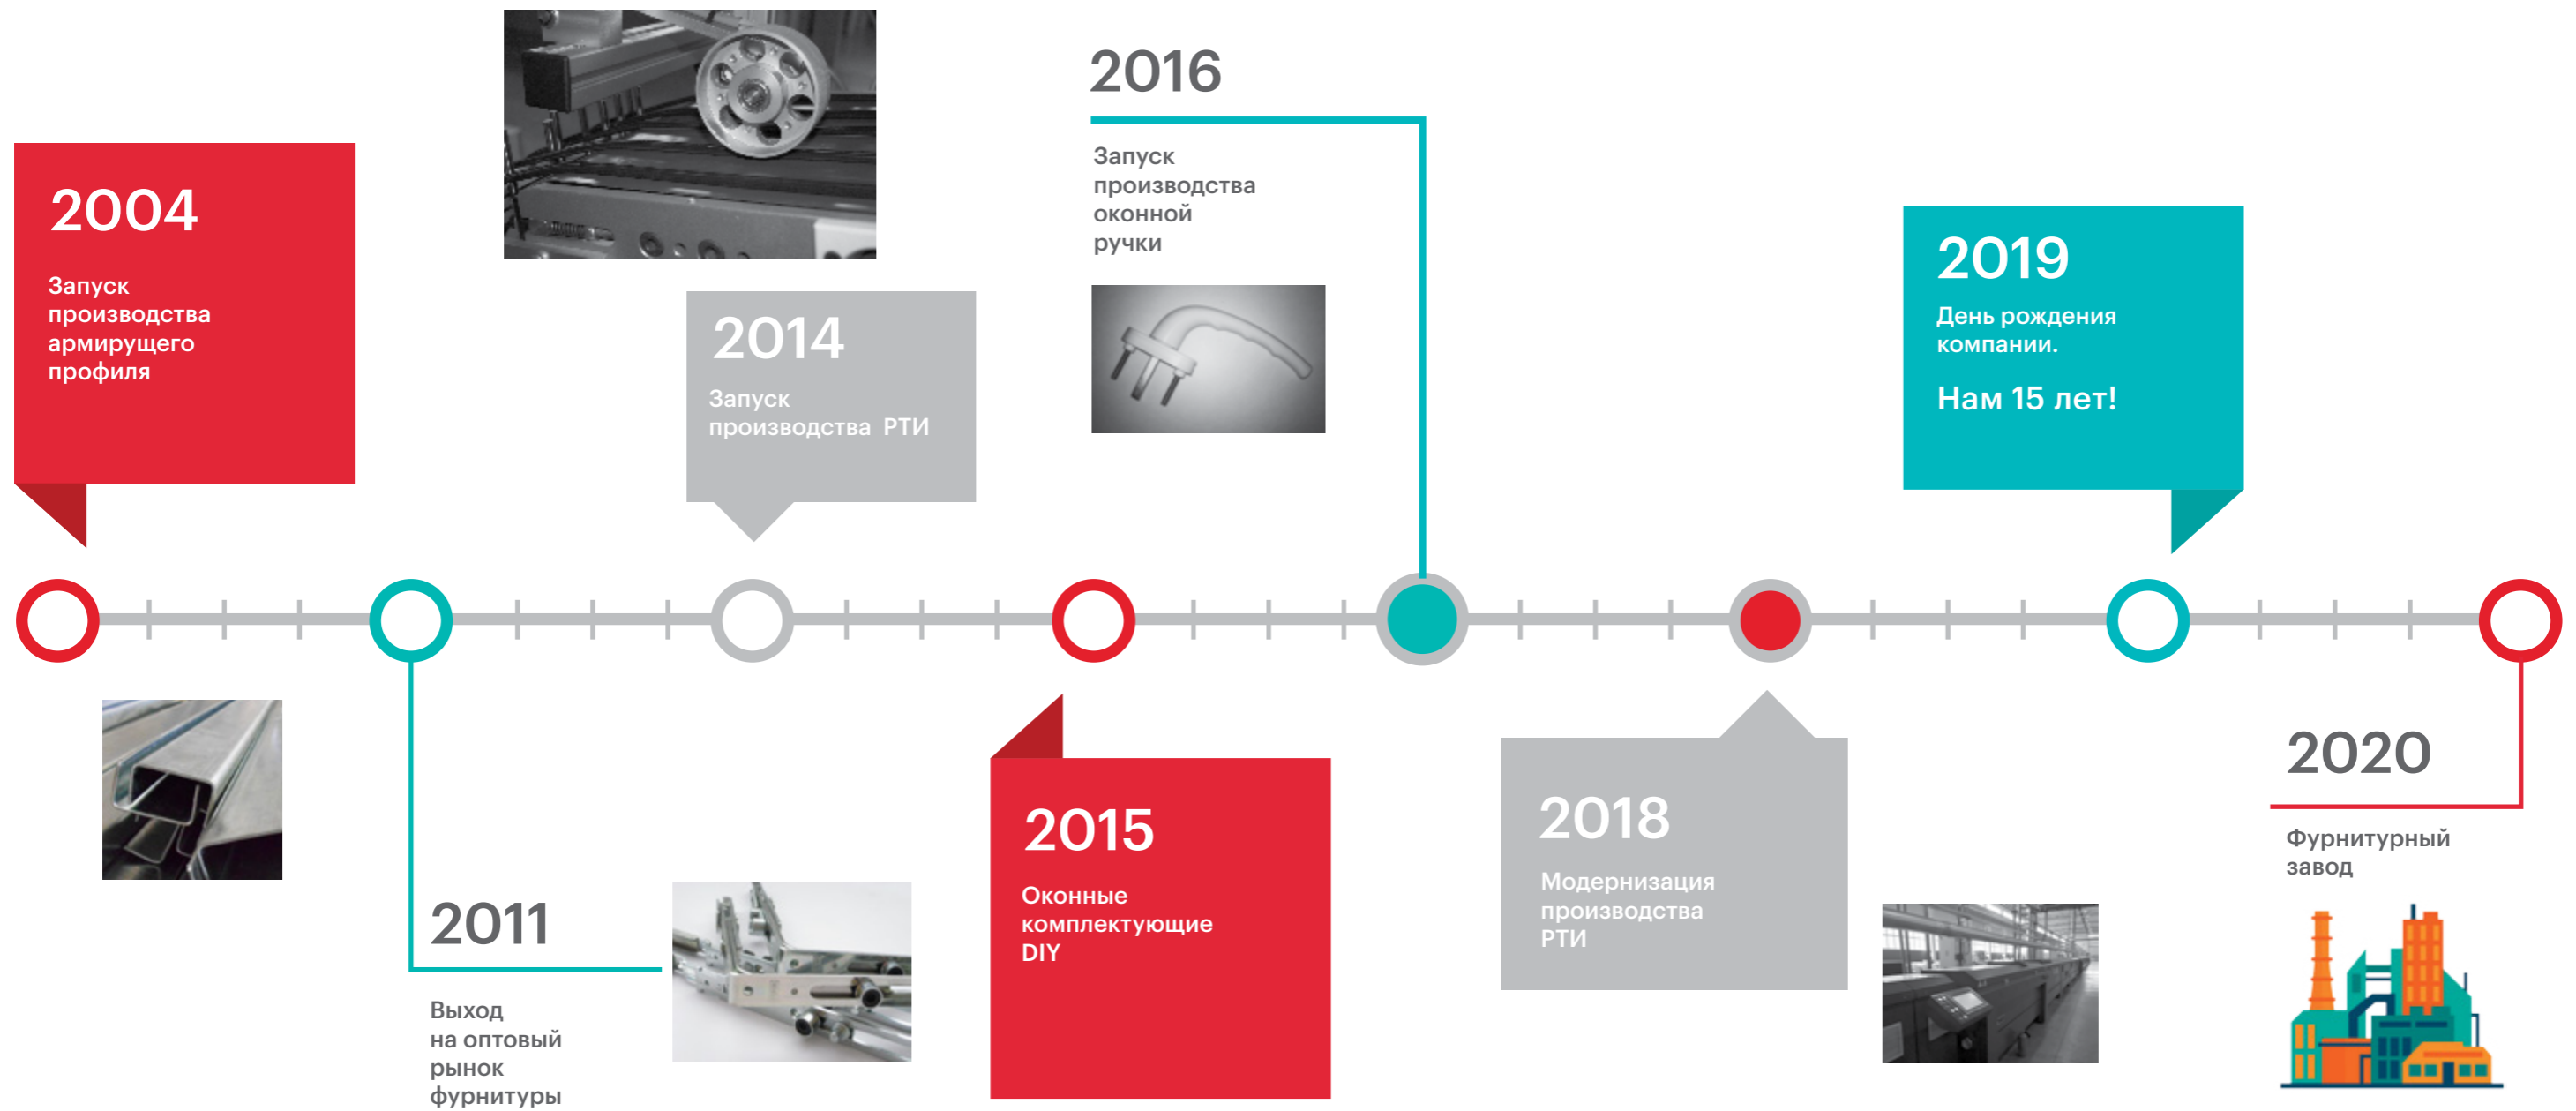 2004
Запуск
производства
армирущего
профиля
2011
Выход
на оптовый
рынок
фурнитуры
2014
Запуск
производства РТИ
2015
Оконные
комплектующие
DIY
2016
Запуск
производства
оконной
ручки
2018
Модернизация
производства
РТИ
2019
День рождения
компании.
Нам 15 лет!
2020
Фурнитурный
завод